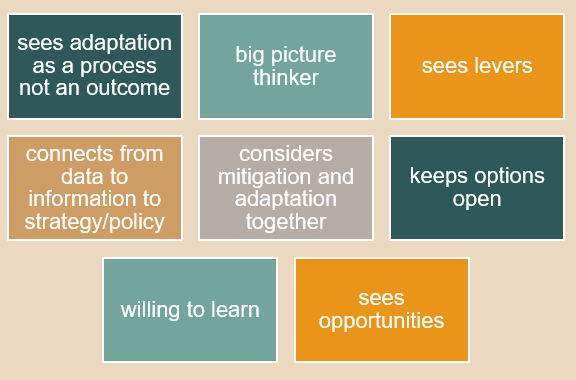 sees adaptation
as a process
not an outcome
big picture
thinker
sees levers
connects from
data to
information to
strategy/policy
considers
mitigation and
adaptation
together
keeps options
open
willing to learn
sees
opportunities